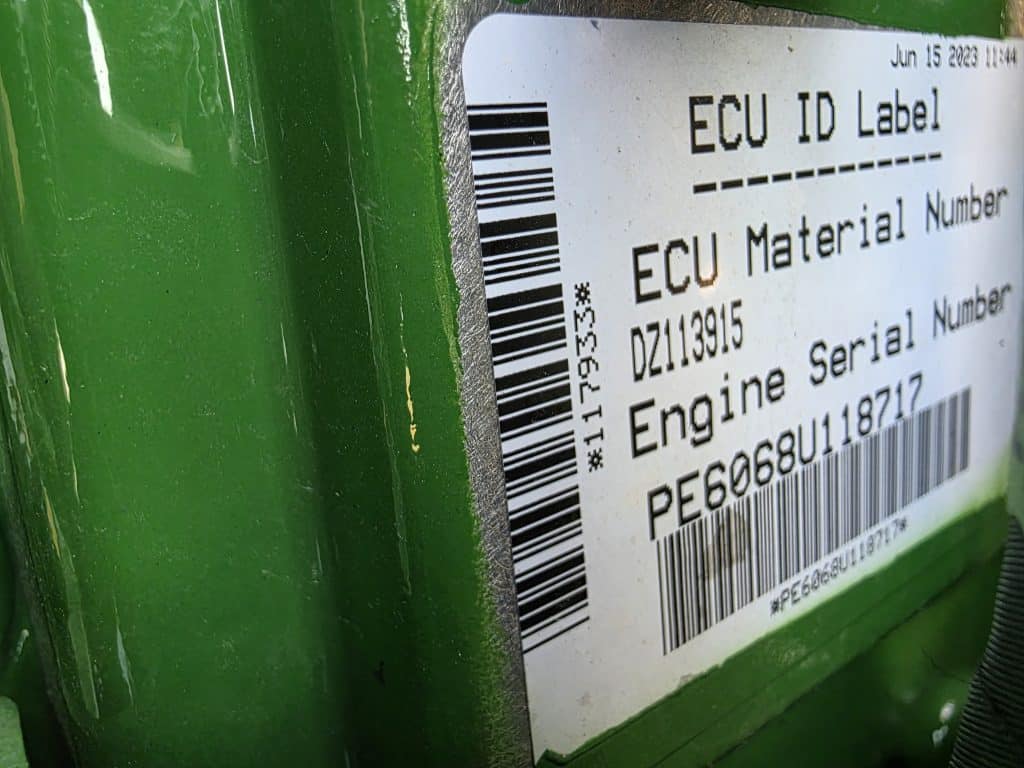 Jun 15 2023 11:44
ECU ID Label
-----------
ECU Material Number
DZ113915
Engine Serial Number
PE6068U118717
*PE6068U118717*
*117933*